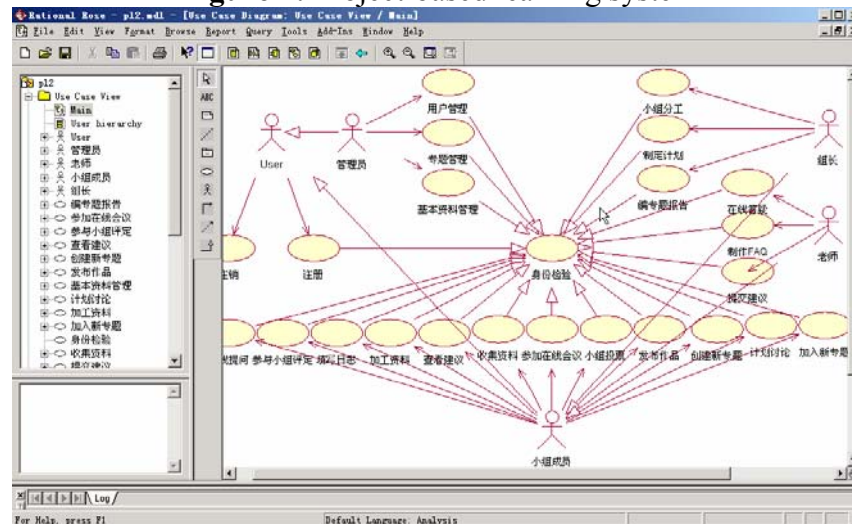 Rational Rose - pl2.mdl - [Use Case Diagram: Use Case View / Main]
File Edit View Format Browse Report Query Tools Add-Ins Window Help
pl2
Use Case View
Main
User hierarchy
User
管理员
老师
小组成员
组长
编专题报告
参加在线会议
参与小组评定
查看建议
创建新专题
发布作品
基本资料管理
计划讨论
加工资料
加入新专题
身份检验
收集资料
提交建议
ABC
User
管理员
用户管理
专题管理
基本资料管理
小组分工
制定计划
编专题报告
组长
在线答疑
制作FAQ
提交建议
老师
注销
注册
身份检验
参与小组评定
填写日志
加工资料
查看建议
收集资料
参加在线会议
小组投票
发布作品
创建新专题
计划讨论
加入新专题
小组成员
Log
For Help, press F1
Default Language: Analysis